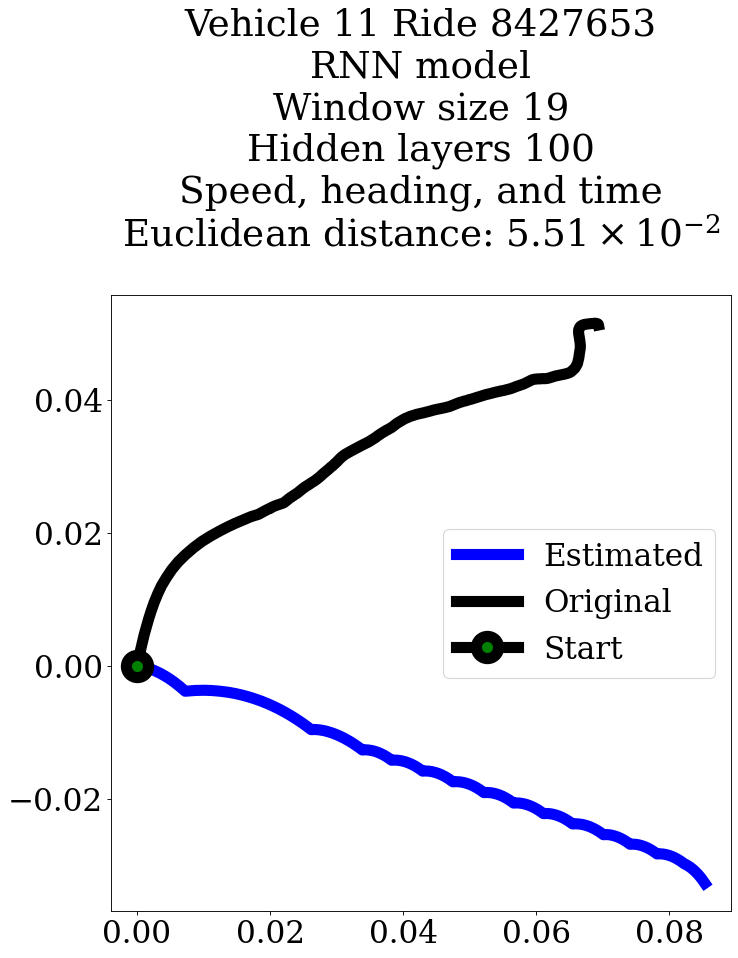 Vehicle 11 Ride 8427653
RNN model
Window size 19
Hidden layers 100
Speed, heading, and time
Euclidean distance: 5.51 × 10⁻²
0.04
0.02
0.00
−0.02
Estimated
Original
Start
0.00 0.02 0.04 0.06 0.08